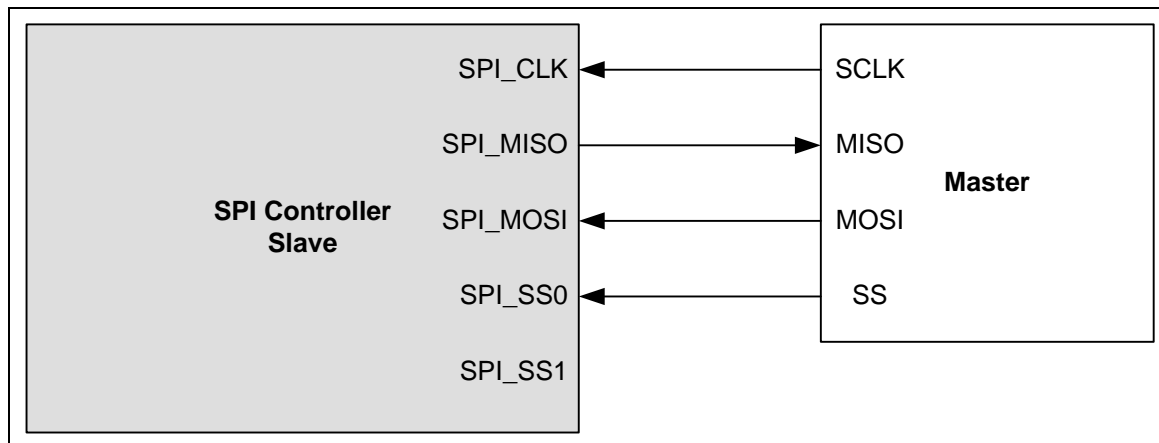 SPI_CLK
SCLK
SPI_MISO
MISO
Master
SPI Controller
Slave
SPI_MOSI
MOSI
SPI_SS0
SS
SPI_SS1